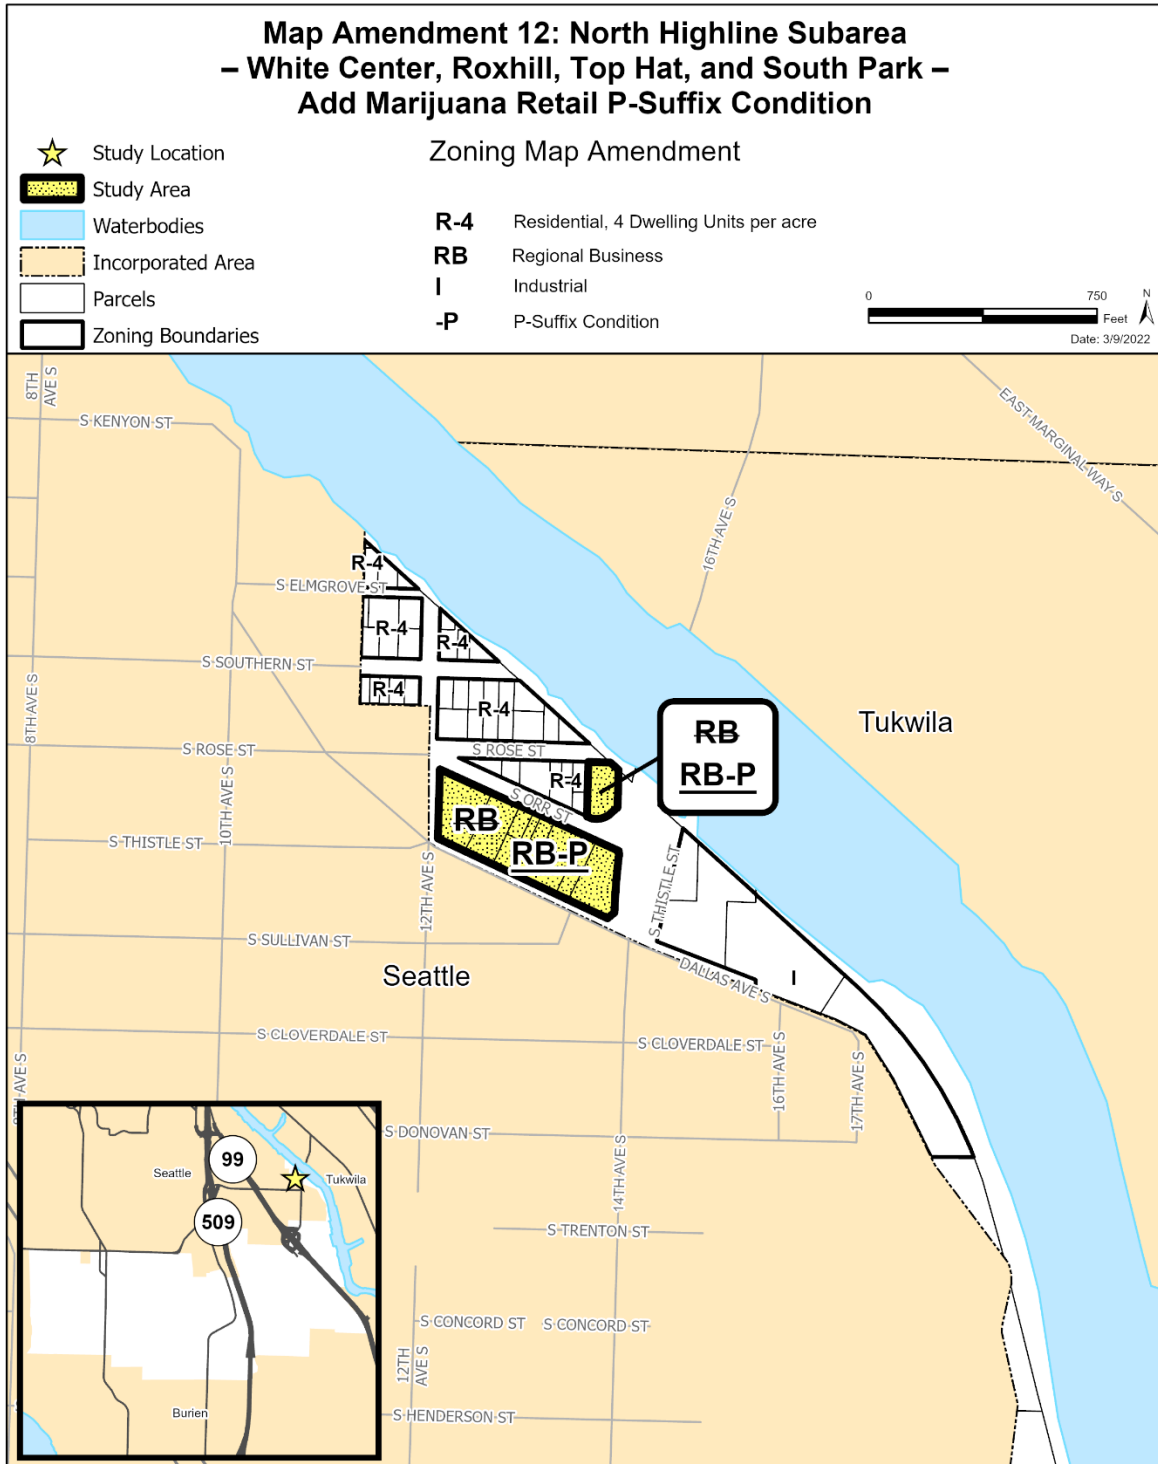 Map Amendment 12: North Highline Subarea
– White Center, Roxhill, Top Hat, and South Park –
Add Marijuana Retail P-Suffix Condition
Study Location
Study Area
Waterbodies
Incorporated Area
Parcels
Zoning Boundaries
Zoning Map Amendment
R-4 Residential, 4 Dwelling Units per acre
RB Regional Business
I Industrial
-P P-Suffix Condition
0 750
Feet
N
Date: 3/9/2022
8TH
AVE S
S KENYON ST
EAST MARGINAL WAY S
16TH AVE S
R-4
S ELMGROVE ST
R-4
R-4
S SOUTHERN ST
R-4
R-4
8TH AVE S
S ROSE ST
S ROSE ST
10TH AVE S
R-4
S ORR ST
RB
RB-P
Tukwila
RB
RB-P
S THISTLE ST
12TH AVE S
S THISTLE ST
S SULLIVAN ST
Seattle
DALLAS AVE S
I
S CLOVERDALE ST
S CLOVERDALE ST
16TH AVE S
17TH AVE S
S DONOVAN ST
14TH AVE S
S TRENTON ST
S CONCORD ST
S CONCORD ST
12TH
AVE S
S HENDERSON ST
Seattle
99
Tukwila
509
Burien